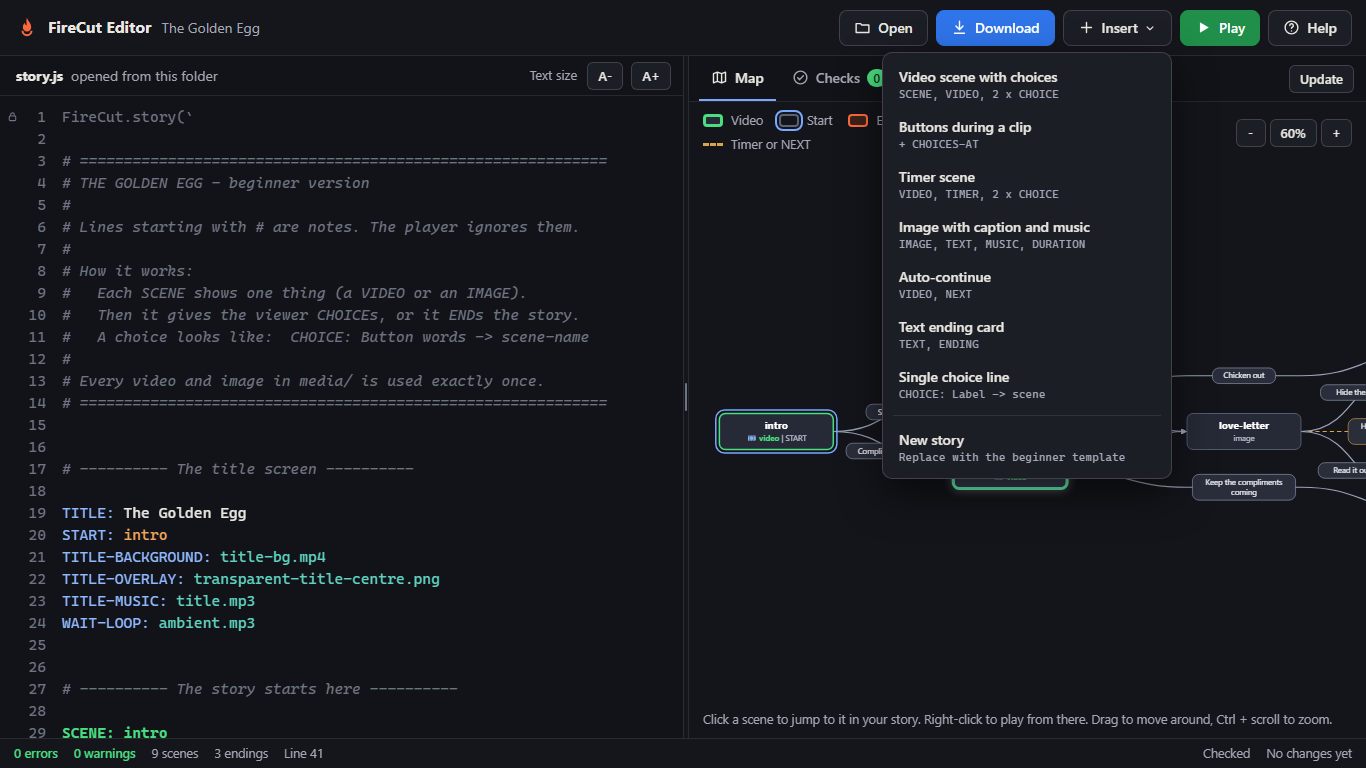 FireCut Editor The Golden Egg
Open Download Insert Play Help
story.js opened from this folder
Text size A- A+
1 FireCut.story(`
2
3 # ============================================================
4 # THE GOLDEN EGG - beginner version
5 #
6 # Lines starting with # are notes. The player ignores them.
7 #
8 # How it works:
9 #   Each SCENE shows one thing (a VIDEO or an IMAGE).
10 #   Then it gives the viewer CHOICEs, or it ENDs the story.
11 #   A choice looks like:  CHOICE: Button words -> scene-name
12 #
13 # Every video and image in media/ is used exactly once.
14 # ============================================================
15
16
17 # ---------- The title screen ----------
18
19 TITLE: The Golden Egg
20 START: intro
21 TITLE-BACKGROUND: title-bg.mp4
22 TITLE-OVERLAY: transparent-title-centre.png
23 TITLE-MUSIC: title.mp3
24 WAIT-LOOP: ambient.mp3
25
26
27 # ---------- The story starts here ----------
28
29 SCENE: intro
Map Checks 0 Update
Video Start E
Timer or NEXT
- 60% +
Video scene with choices
SCENE, VIDEO, 2 x CHOICE
Buttons during a clip
+ CHOICES-AT
Timer scene
VIDEO, TIMER, 2 x CHOICE
Image with caption and music
IMAGE, TEXT, MUSIC, DURATION
Auto-continue
VIDEO, NEXT
Text ending card
TEXT, ENDING
Single choice line
CHOICE: Label -> scene
New story
Replace with the beginner template
intro
video | START
S
Compli
Chicken out
Hide the
love-letter
image
H
Read it ou
Keep the compliments
coming
Click a scene to jump to it in your story. Right-click to play from there. Drag to move around, Ctrl + scroll to zoom.
0 errors 0 warnings 9 scenes 3 endings Line 41
Checked No changes yet